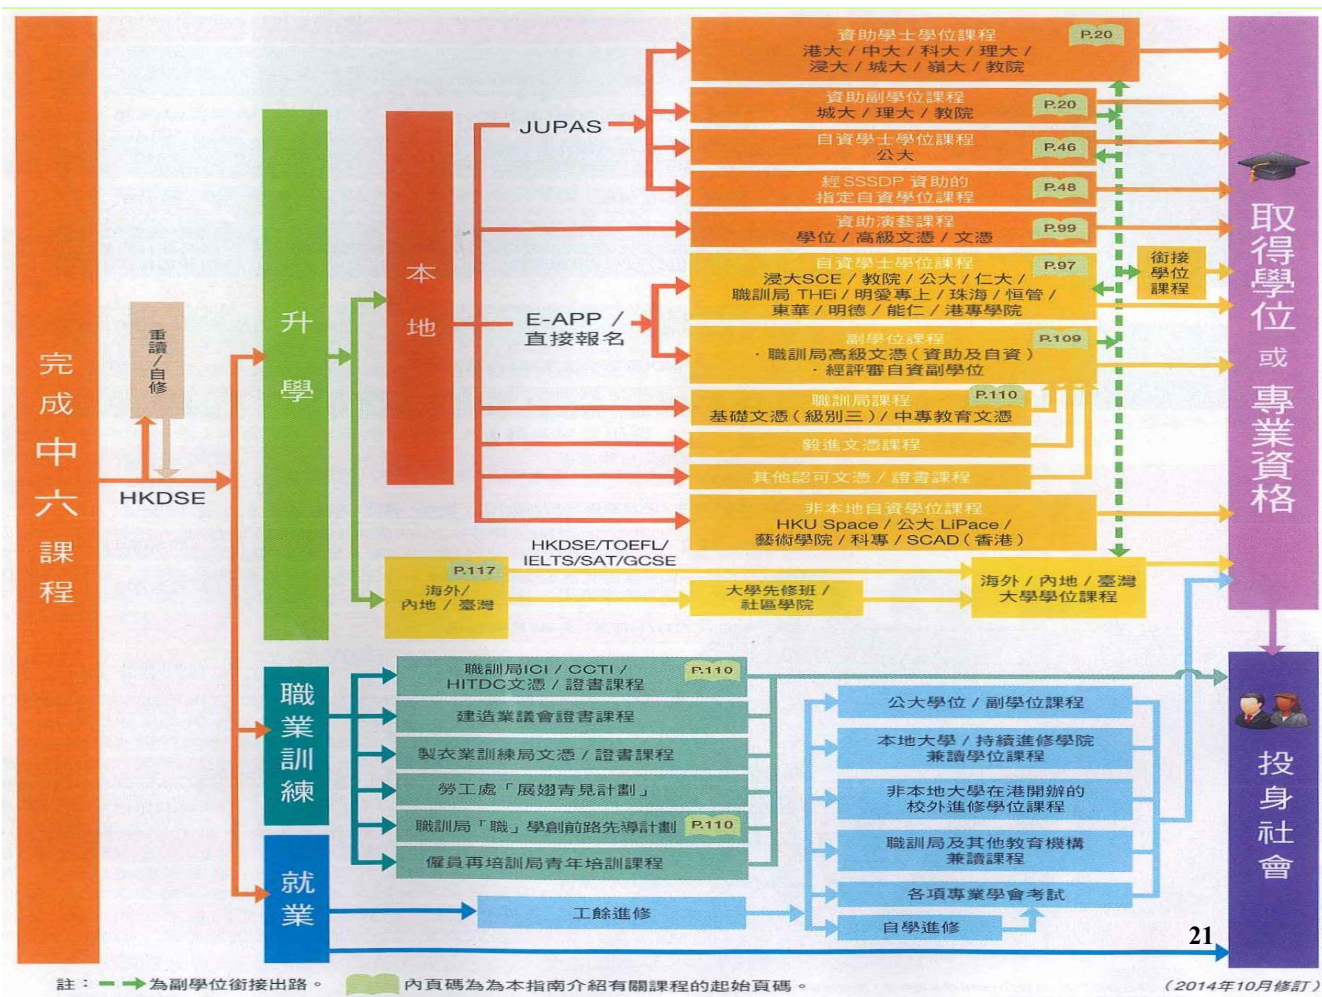 完成中六課程
重讀/自修
HKDSE
升學
本地
JUPAS
資助學士學位課程
P.20
港大 / 中大 / 科大 / 理大 /
浸大 / 城大 / 嶺大 / 教院
資助副學位課程
P.20
城大 / 理大 / 教院
自資學士學位課程
P.46
公大
經SSSDP 資助的
指定自資學位課程
P.48
資助演藝課程
P.99
學位 / 高級文憑 / 文憑
E-APP /
直接報名
自資學士學位課程
P.97
浸大SCE / 教院 / 公大 / 仁大 /
職訓局 THEi / 明愛專上 / 珠海 / 恒管 /
東華 / 明德 / 能仁 / 港專學院
銜接
學位
課程
副學位課程
P.109
· 職訓局高級文憑(資助及自資)
· 經評審自資副學位
職訓局課程
P.110
基礎文憑(級別三) / 中專教育文憑
毅進文憑課程
其他認可文憑 / 證書課程
非本地自資學位課程
HKU Space / 公大 LiPace /
藝術學院 / 科專 / SCAD(香港)
P.117
海外/
內地 / 臺灣
HKDSE/TOEFL/
IELTS/SAT/GCSE
大學先修班 /
社區學院
海外 / 內地 / 臺灣
大學學位課程
取得學位或專業資格
職業訓練
職訓局ICI / CCTI /
HITDC文憑 / 證書課程
P.110
建造業議會證書課程
製衣業訓練局文憑 / 證書課程
勞工處「展翅青見計劃」
職訓局「職」學創前路先導計劃
P.110
僱員再培訓局青年培訓課程
就業
工餘進修
公大學位 / 副學位課程
本地大學 / 持續進修學院
兼讀學位課程
非本地大學在港開辦的
校外進修學位課程
職訓局及其他教育機構
兼讀課程
各項專業學會考試
自學進修
投身社會
21
註：為副學位銜接出路。
內頁碼為為本指南介紹有關課程的起始頁碼。
(2014年10月修訂)